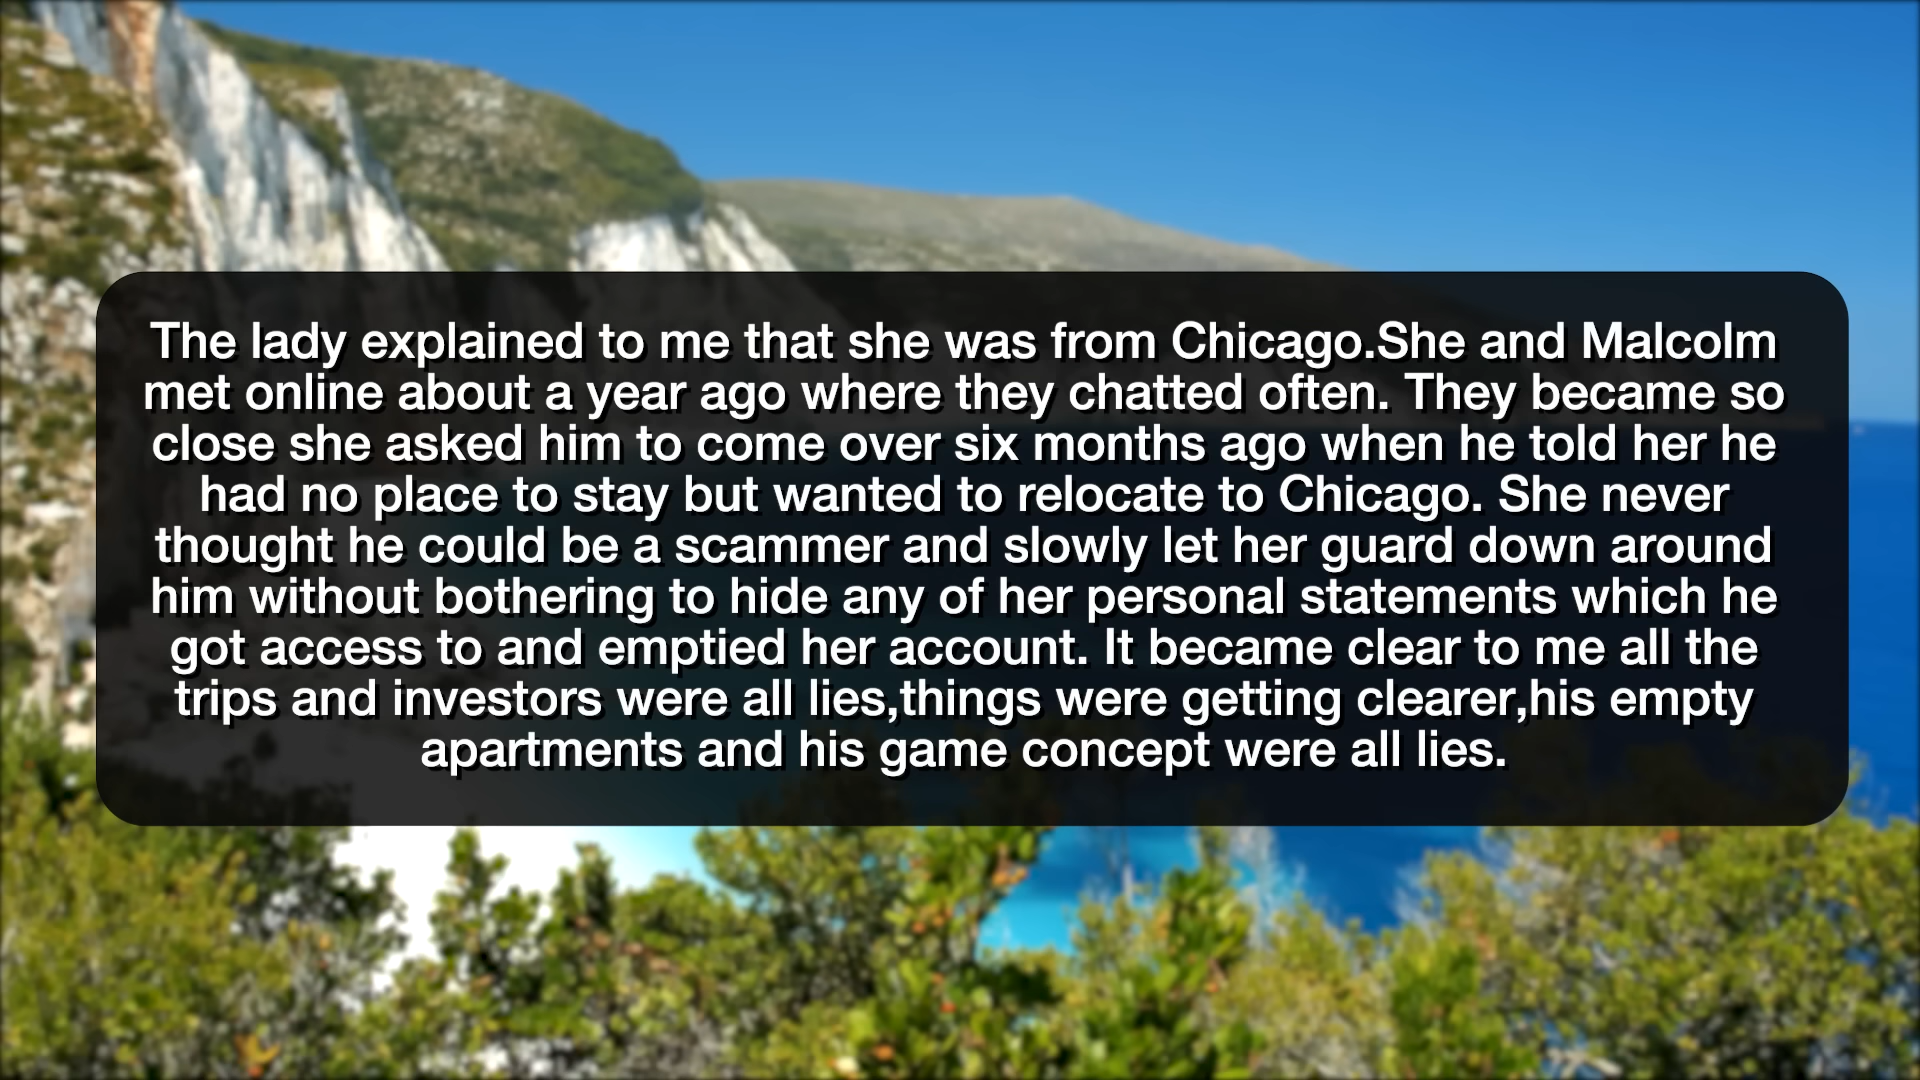 The lady explained to me that she was from Chicago.She and Malcolm
met online about a year ago where they chatted often. They became so
close she asked him to come over six months ago when he told her he
had no place to stay but wanted to relocate to Chicago. She never
thought he could be a scammer and slowly let her guard down around
him without bothering to hide any of her personal statements which he
got access to and emptied her account. It became clear to me all the
trips and investors were all lies,things were getting clearer,his empty
apartments and his game concept were all lies.